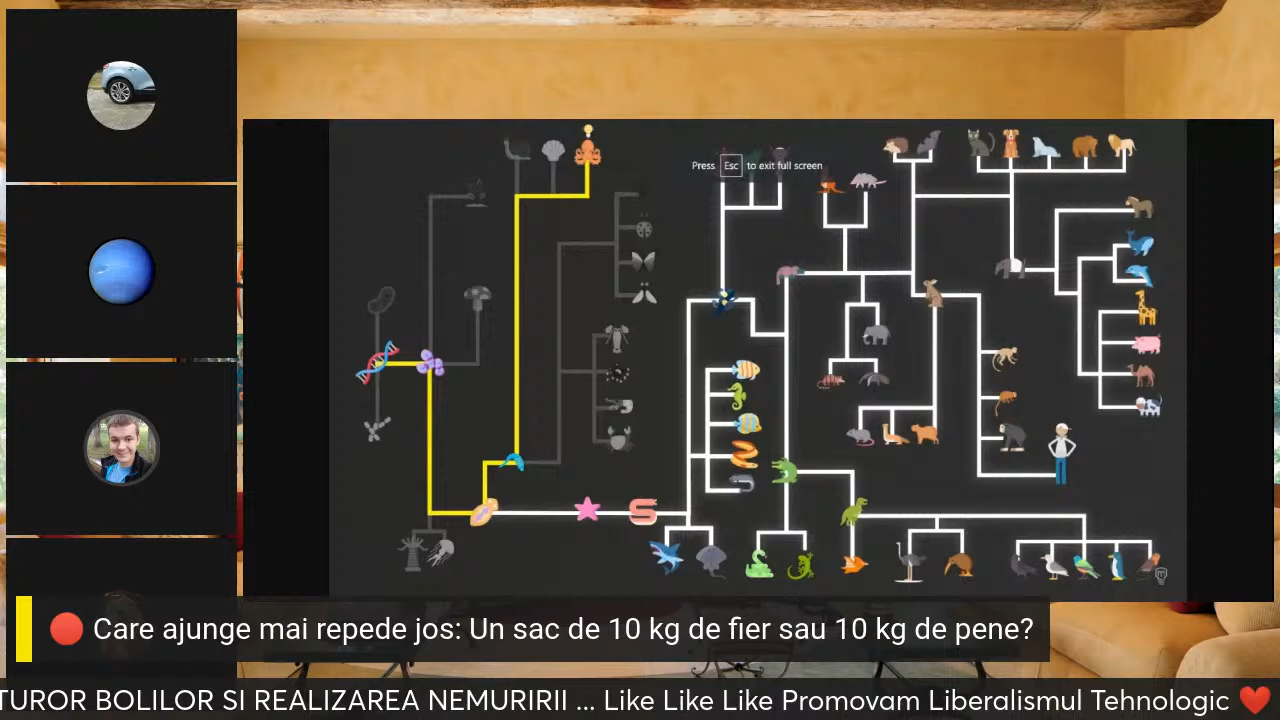 Press Esc to exit full screen
🔴 Care ajunge mai repede jos: Un sac de 10 kg de fier sau 10 kg de pene?
TUROR BOLILOR SI REALIZAREA NEMURIRII ... Like Like Like Promovam Liberalismul Tehnologic ❤️